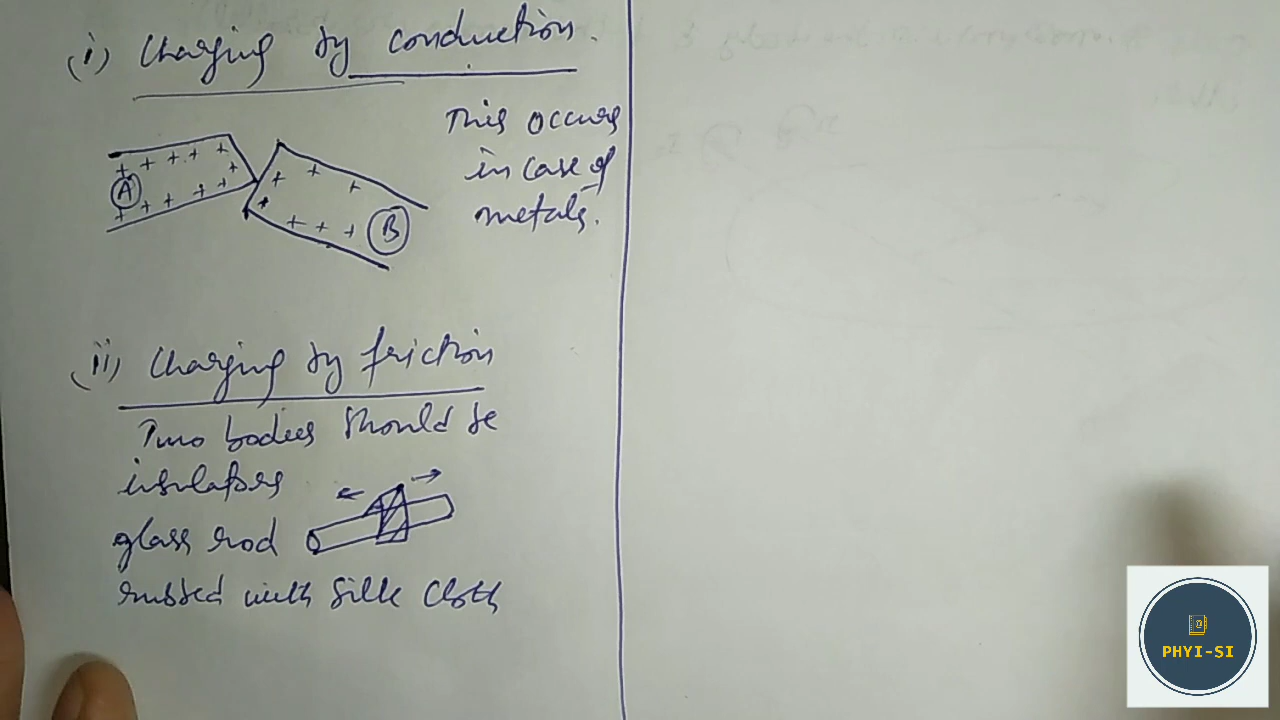 (i) Charging by conduction.
This occurs
in case of
metals.
A
B
(ii) Charging by friction
Two bodies should be
insulators
glass rod
rubbed with silk cloth
PHYI-SI